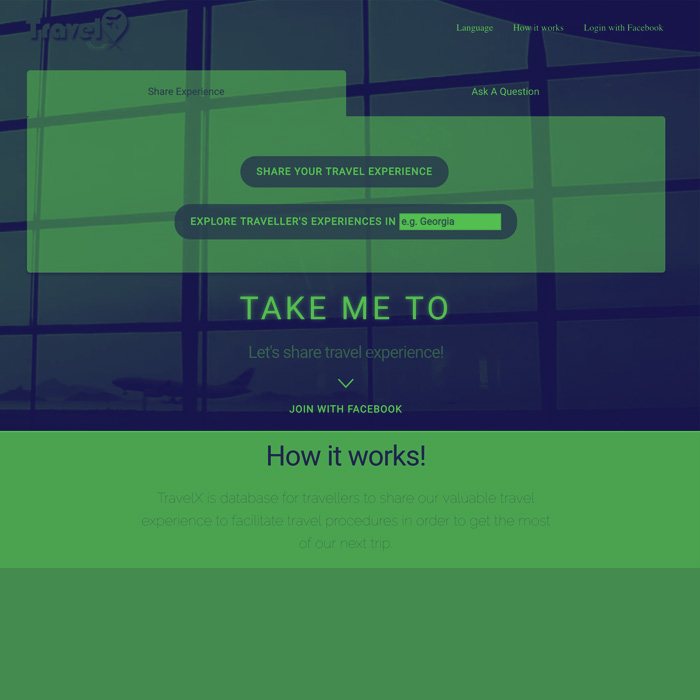 TravelX
Language How it works Login with Facebook
Share Experience Ask A Question
SHARE YOUR TRAVEL EXPERIENCE
EXPLORE TRAVELLER'S EXPERIENCES IN e.g. Georgia
TAKE ME TO
Let's share travel experience!
JOIN WITH FACEBOOK
How it works!
TravelX is database for travellers to share our valuable travel
experience to facilitate travel procedures in order to get the most
of our next trip.